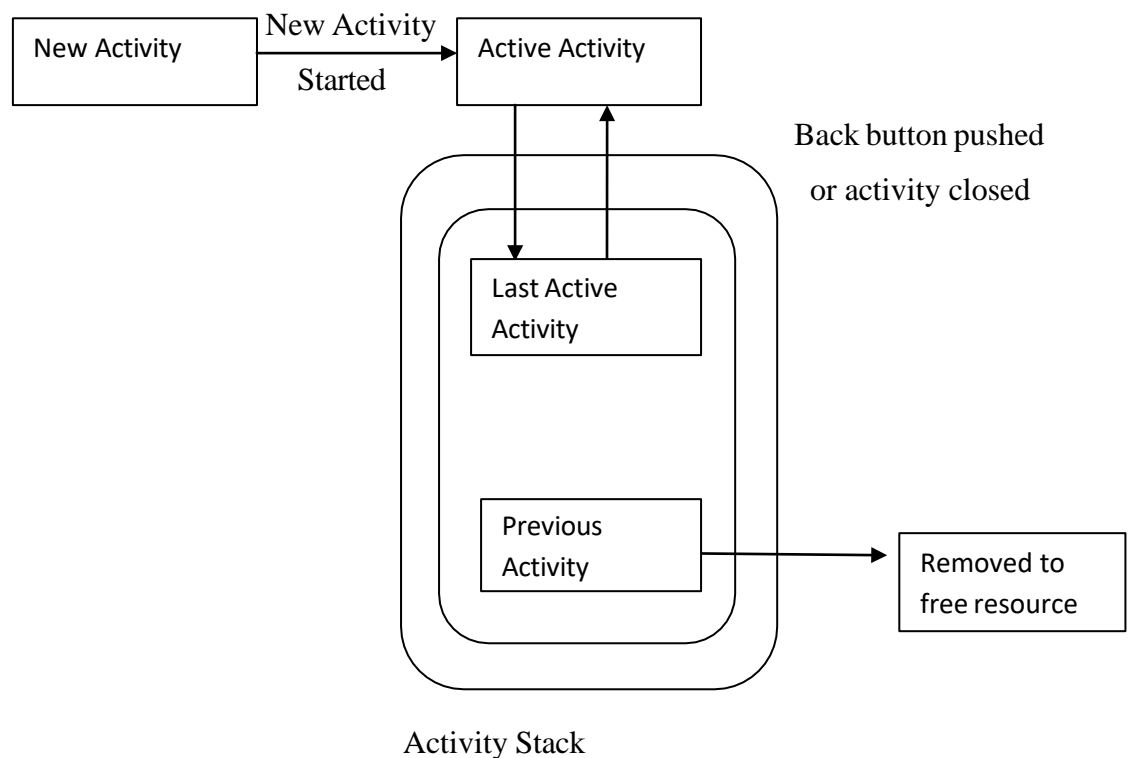 New Activity
New Activity
Started
Active Activity
Back button pushed
or activity closed
Last Active
Activity
Previous
Activity
Removed to
free resource
Activity Stack